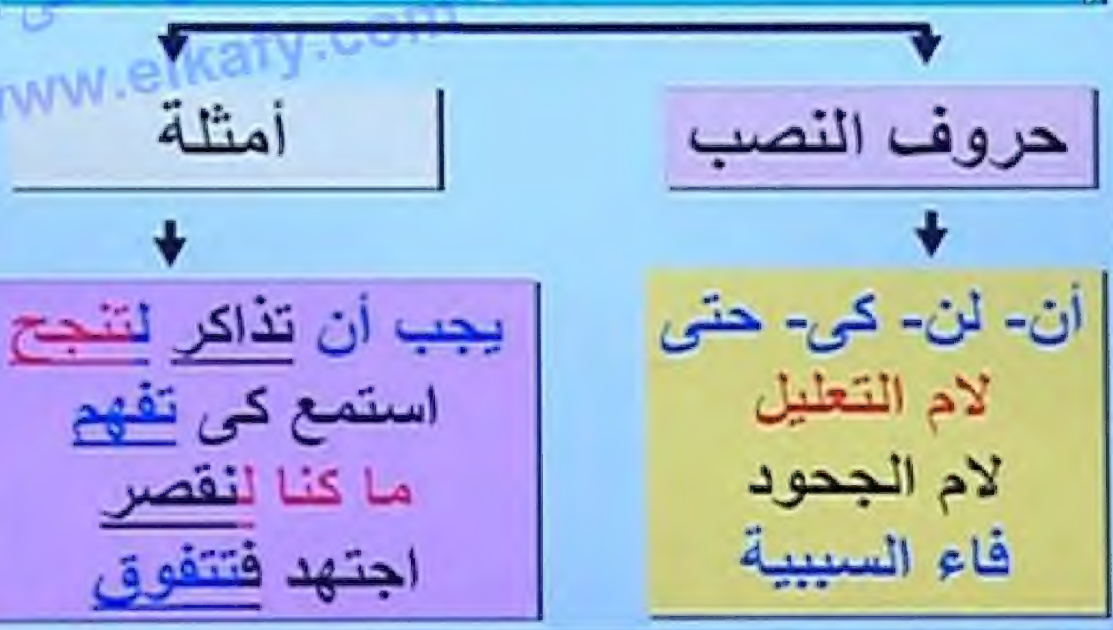 www.elkafy.com
حروف النصب
أن- لن- كى- حتى
لام التعليل
لام الجحود
فاء السببية
أمثلة
يجب أن تذاكر لتنجح
استمع كى تفهم
ما كنا لنقصر
اجتهد فتتفوق